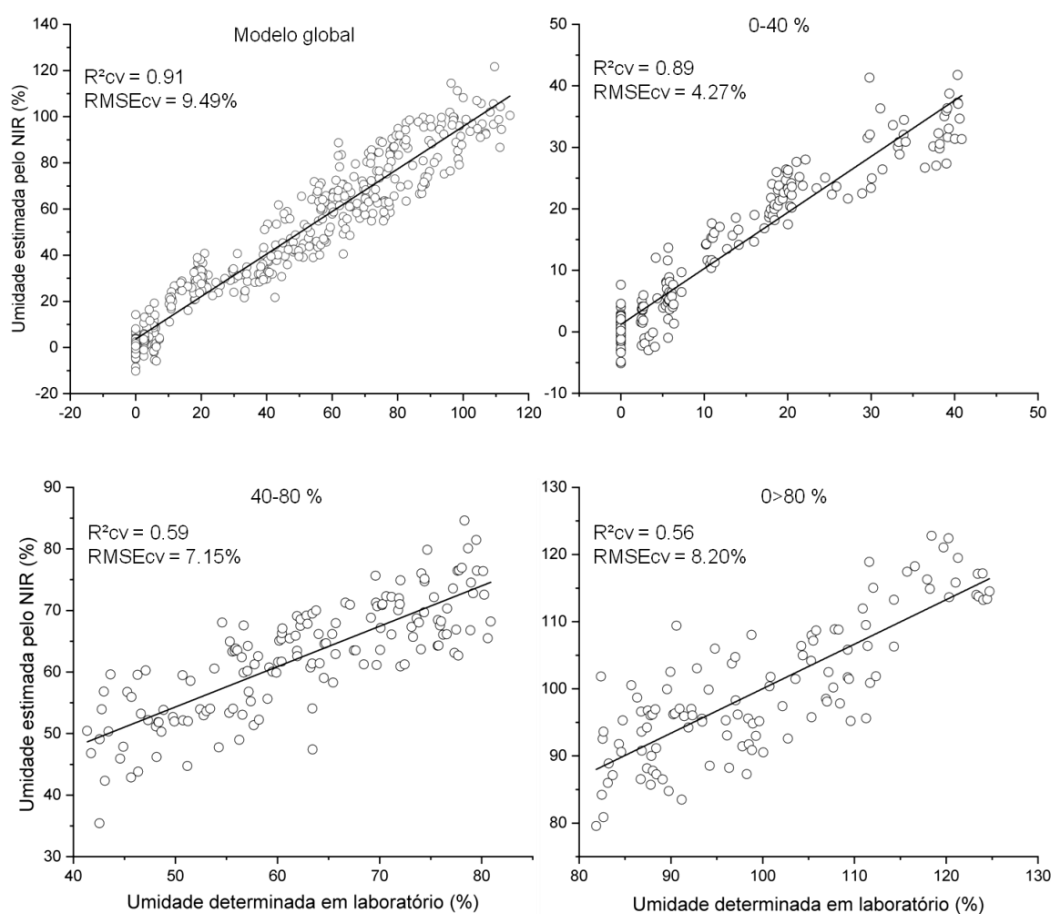 Modelo global
R²cv = 0.91
RMSEcv = 9.49%
Umidade estimada pelo NIR (%)
140
120
100
80
60
40
20
0
-20
-20 0 20 40 60 80 100 120
0-40 %
R²cv = 0.89
RMSEcv = 4.27%
50
40
30
20
10
0
-10
0 10 20 30 40 50
40-80 %
R²cv = 0.59
RMSEcv = 7.15%
Umidade estimada pelo NIR (%)
90
80
70
60
50
40
30
40 50 60 70 80
Umidade determinada em laboratório (%)
0>80 %
R²cv = 0.56
RMSEcv = 8.20%
130
120
110
100
90
80
80 90 100 110 120 130
Umidade determinada em laboratório (%)